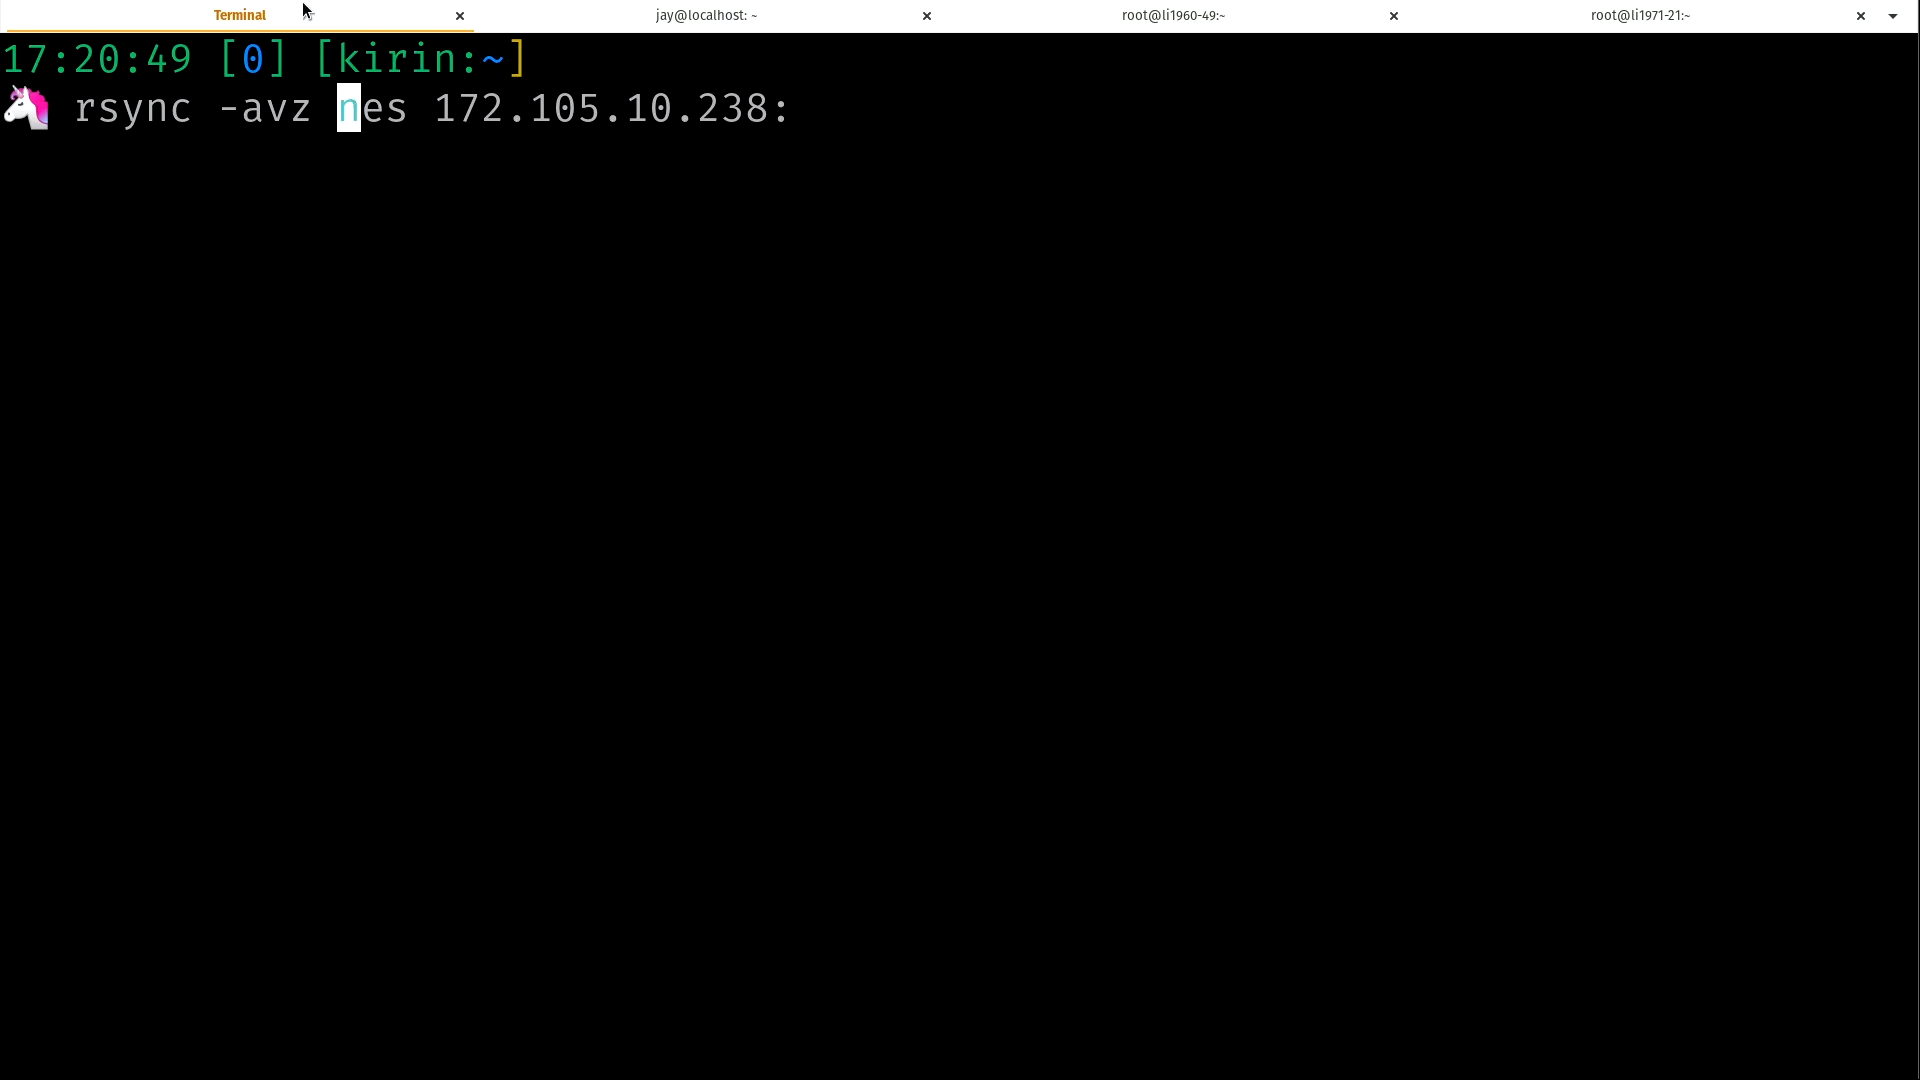 Terminal × jay@localhost: ~ × root@li1960-49:~ × root@li1971-21:~ ×
17:20:49 [0] [kirin:~]
🦄 rsync -avz nes 172.105.10.238: